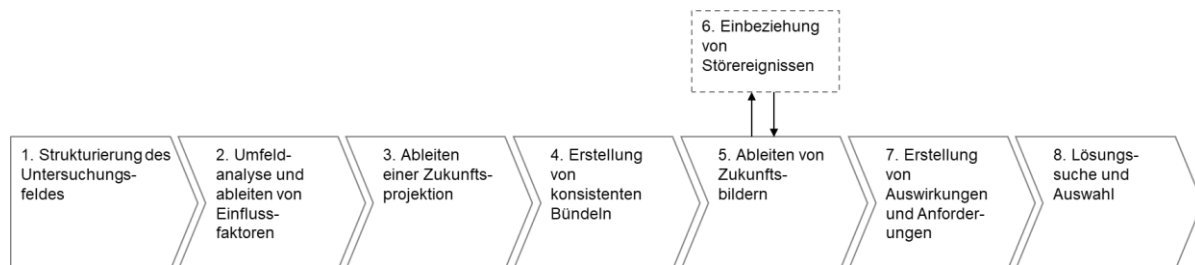 6. Einbeziehung
von
Störereignissen
1. Strukturierung des
Untersuchungs-
feldes
2. Umfeld-
analyse und
ableiten von
Einfluss-
faktoren
3. Ableiten
einer Zukunfts-
projektion
4. Erstellung
von
konsistenten
Bündeln
5. Ableiten von
Zukunfts-
bildern
7. Erstellung
von
Auswirkungen
und Anforder-
ungen
8. Lösungs-
suche und
Auswahl